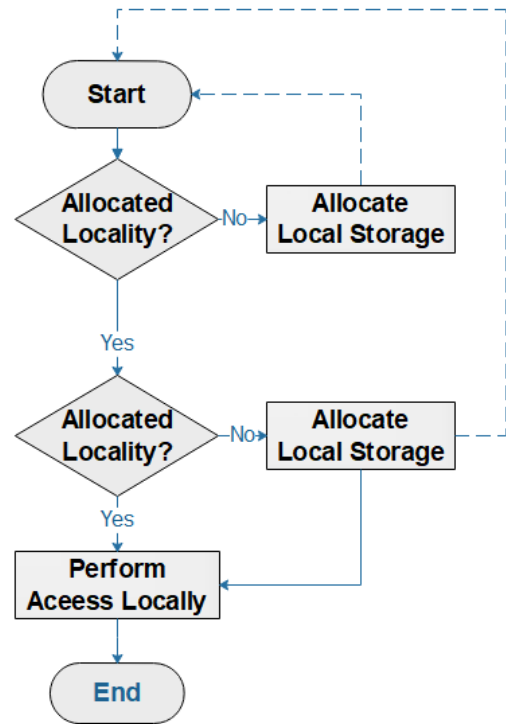 Start
Allocated
Locality?
No
Allocate
Local Storage
Yes
Allocated
Locality?
No
Allocate
Local Storage
Yes
Perform
Aceess Locally
End